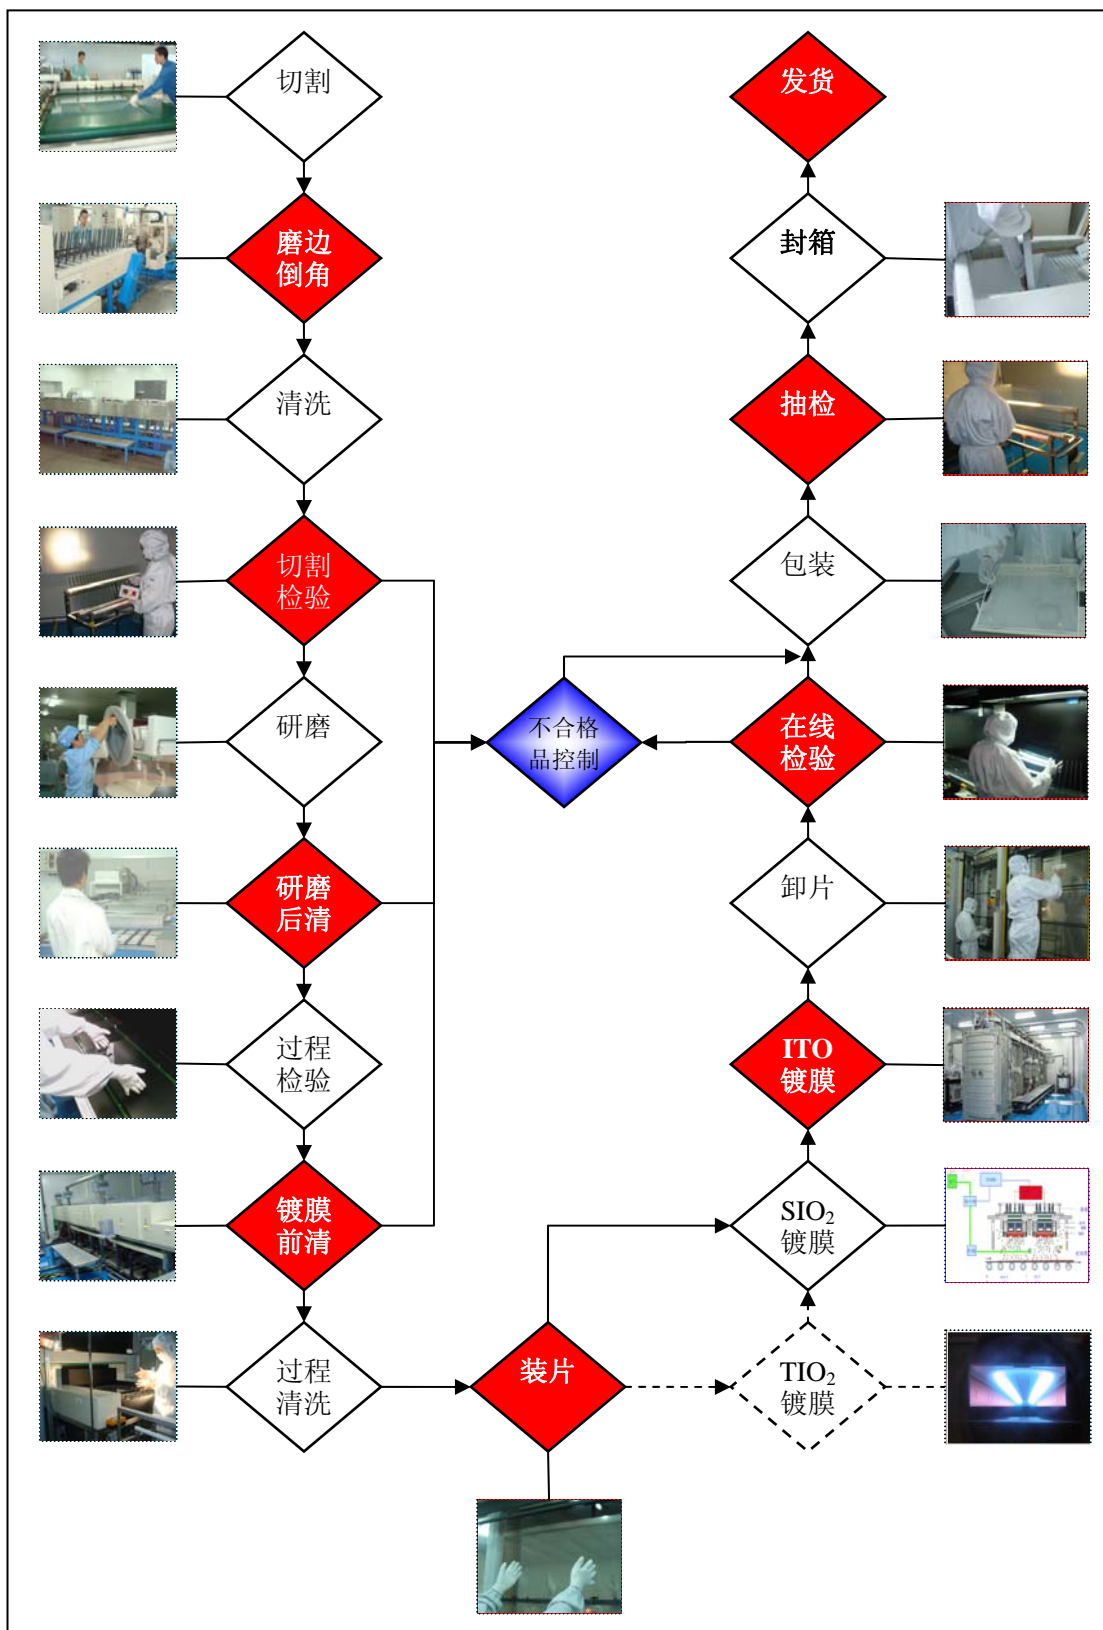 切割
磨边
倒角
清洗
切割
检验
研磨
研磨
后清
过程
检验
镀膜
前清
过程
清洗
装片
不合格
品控制
发货
封箱
抽检
包装
在线
检验
卸片
ITO
镀膜
SIO₂
镀膜
TIO₂
镀膜